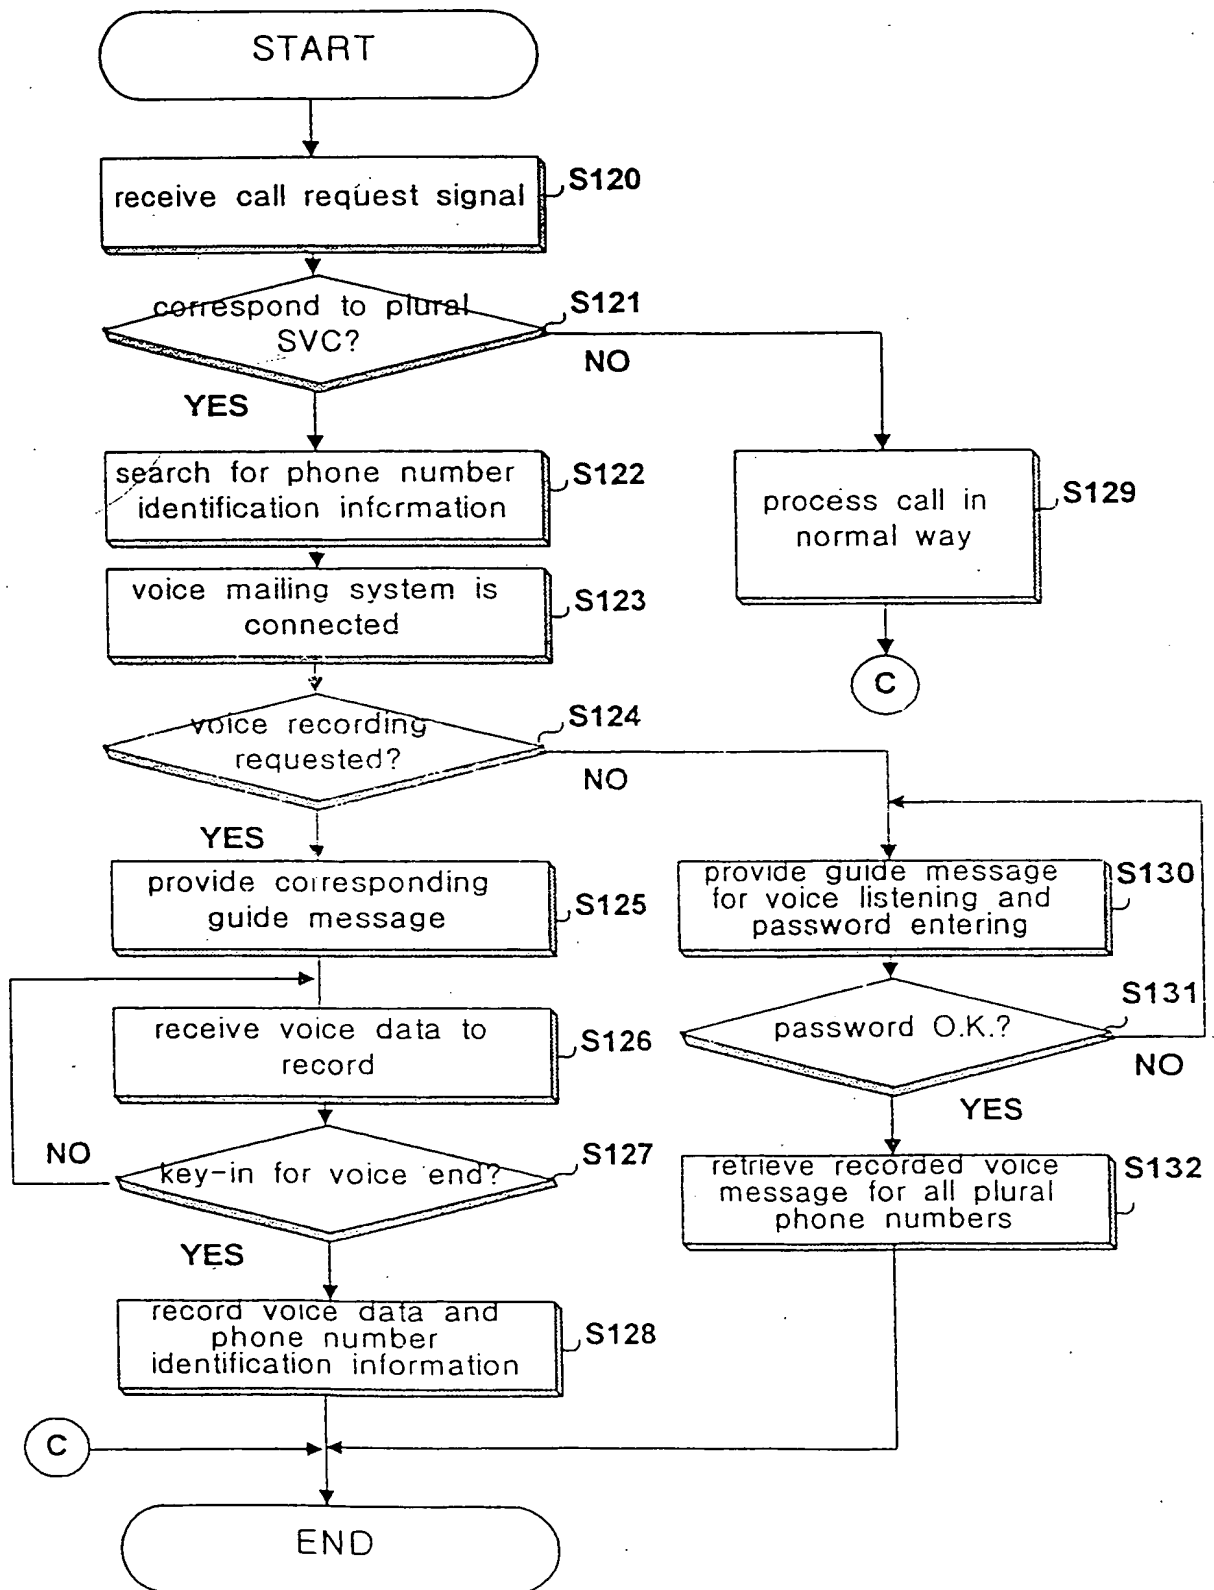 START
receive call request signal
S120
correspond to plural
SVC?
S121
NO
YES
search for phone number
identification information
S122
process call in
normal way
S129
voice mailing system is
connected
S123
C
voice recording
requested?
S124
NO
YES
provide corresponding
guide message
S125
provide guide message
for voice listening and
password entering
S130
receive voice data to
record
S126
password O.K.?
S131
NO
YES
key-in for voice end?
S127
NO
YES
retrieve recorded voice
message for all plural
phone numbers
S132
record voice data and
phone number
identification information
S128
C
END